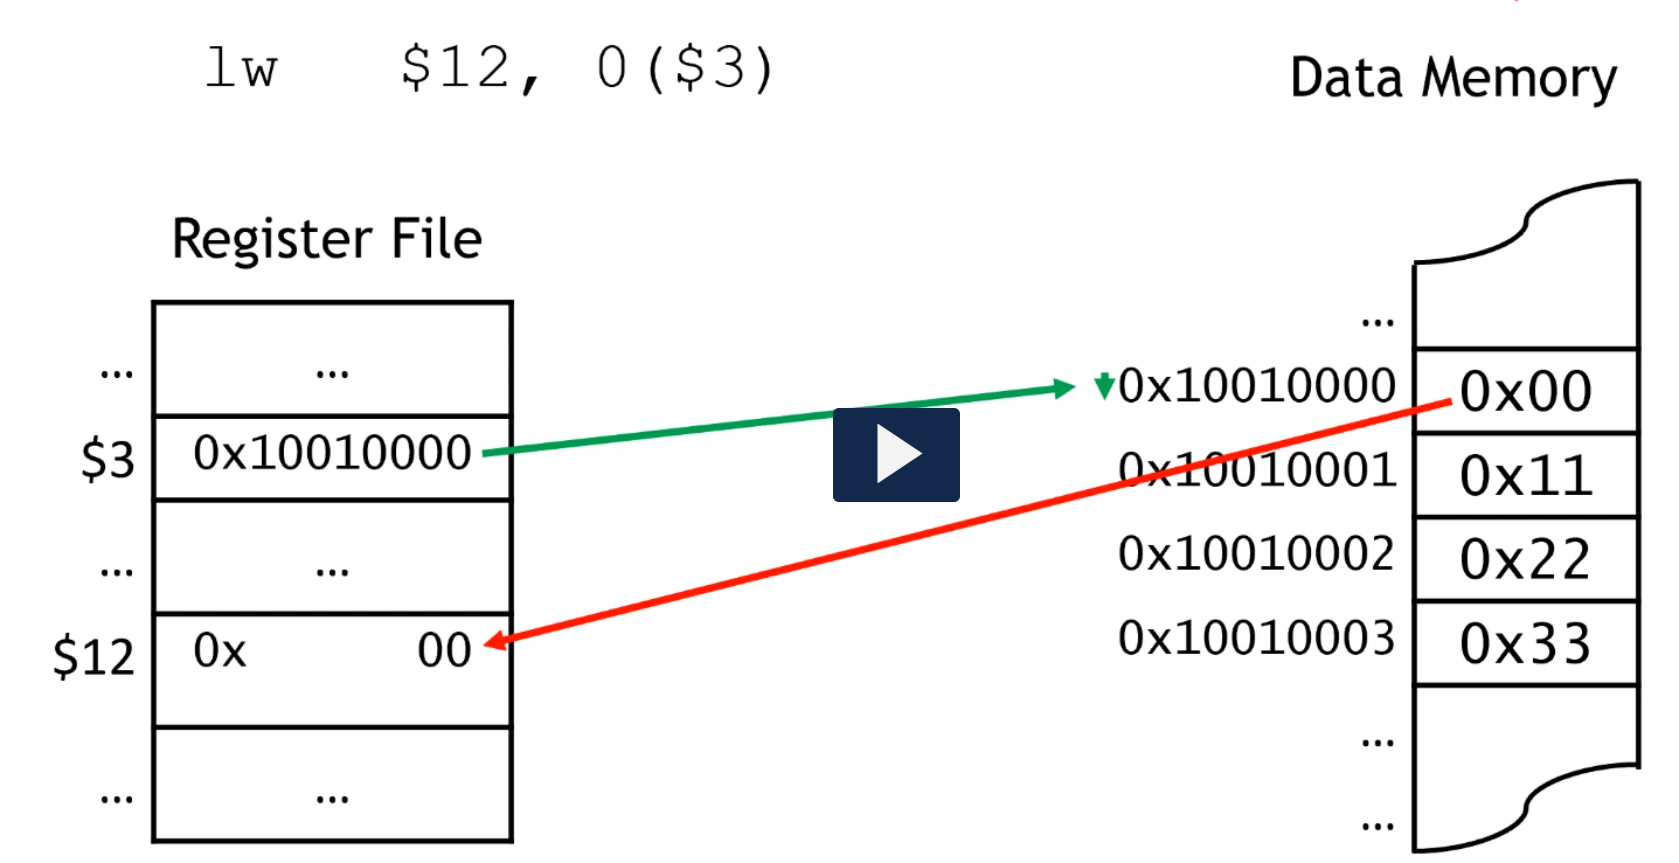 lw $12, 0($3)
Data Memory
Register File
...
... ...
0x10010000 0x00
$3 0x10010000
0x10010001 0x11
0x10010002 0x22
... ...
0x10010003 0x33
$12 0x 00
...
... ...
...